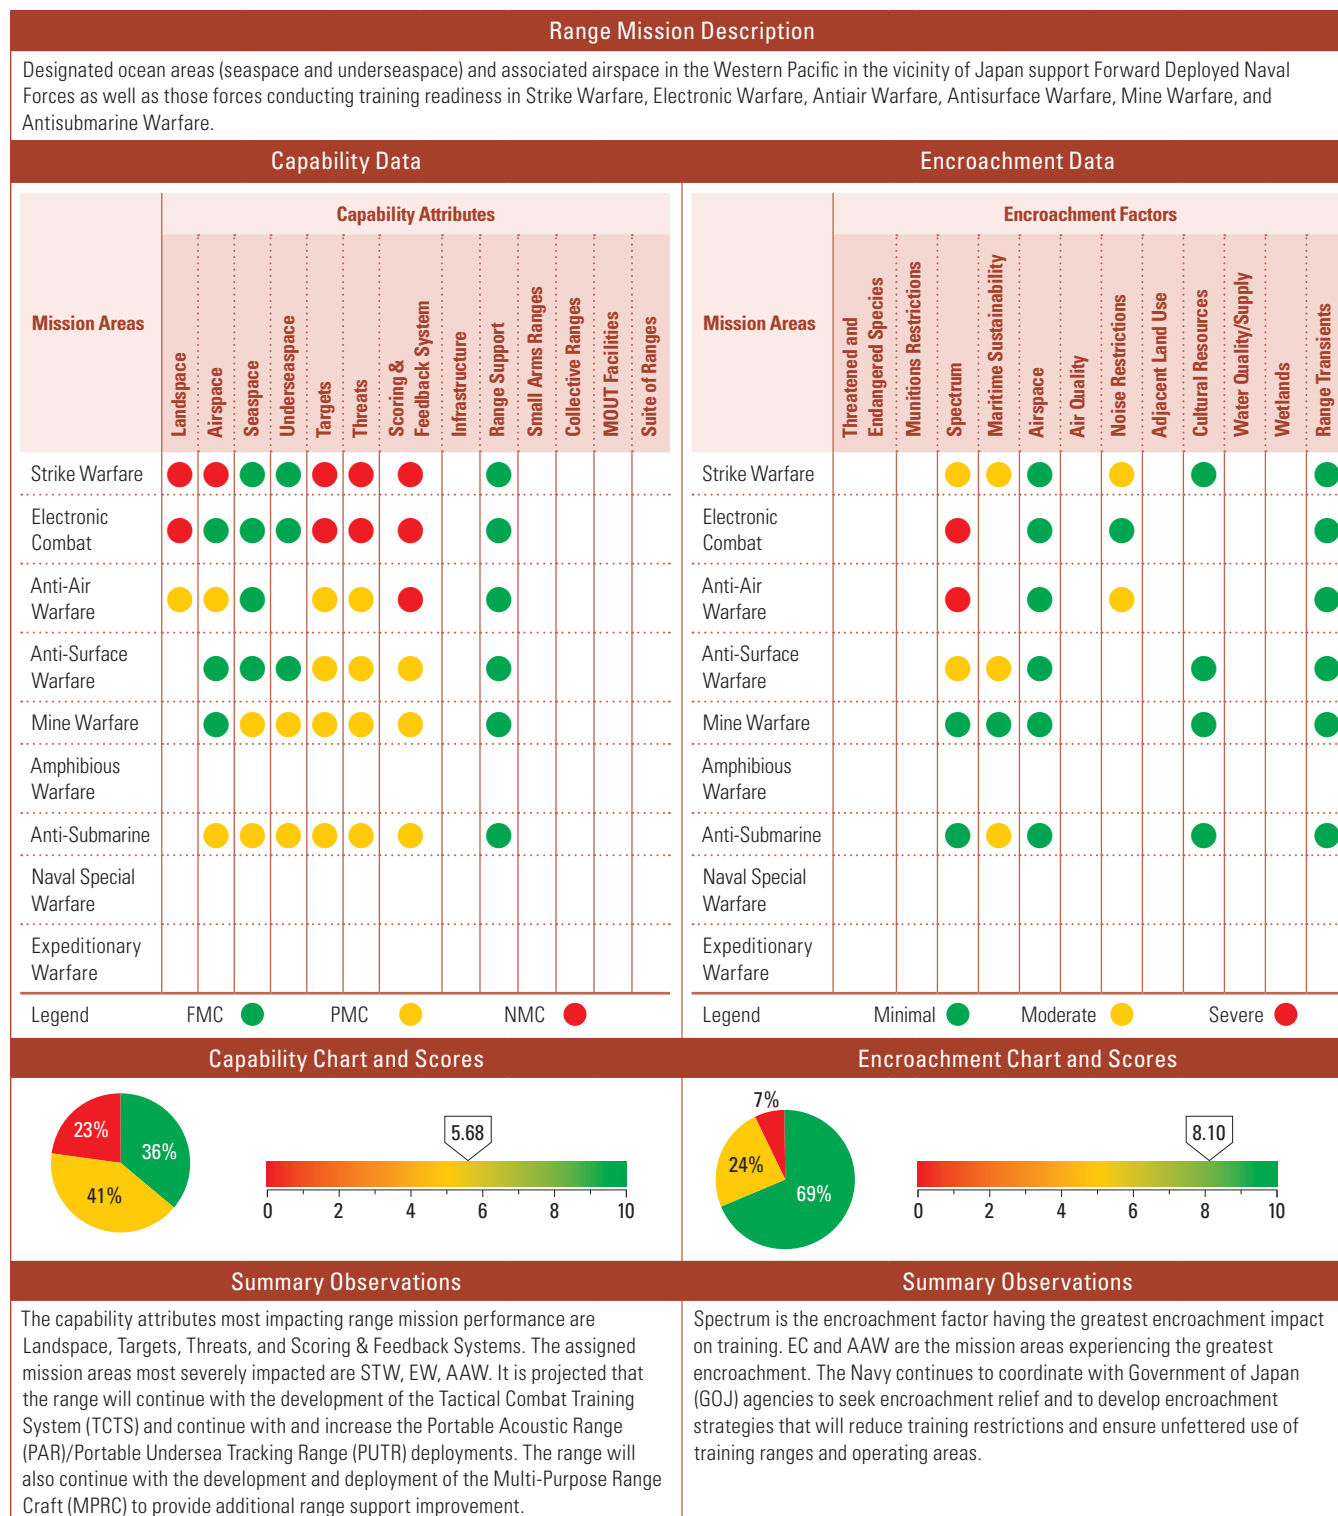 Range Mission Description
Designated ocean areas (seaspace and underseaspace) and associated airspace in the Western Pacific in the vicinity of Japan support Forward Deployed Naval
Forces as well as those forces conducting training readiness in Strike Warfare, Electronic Warfare, Antiair Warfare, Antisurface Warfare, Mine Warfare, and
Antisubmarine Warfare.
Capability Data
Mission Areas
Capability Attributes
Landspace
Airspace
Seaspace
Underseaspace
Targets
Threats
Scoring &
Feedback System
Infrastructure
Range Support
Small Arms Ranges
Collective Ranges
MOUT Facilities
Suite of Ranges
Strike Warfare
Electronic
Combat
Anti-Air
Warfare
Anti-Surface
Warfare
Mine Warfare
Amphibious
Warfare
Anti-Submarine
Naval Special
Warfare
Expeditionary
Warfare
Legend FMC PMC NMC
Encroachment Data
Mission Areas
Encroachment Factors
Threatened and
Endangered Species
Munitions Restrictions
Spectrum
Maritime Sustainability
Airspace
Air Quality
Noise Restrictions
Adjacent Land Use
Cultural Resources
Water Quality/Supply
Wetlands
Range Transients
Strike Warfare
Electronic
Combat
Anti-Air
Warfare
Anti-Surface
Warfare
Mine Warfare
Amphibious
Warfare
Anti-Submarine
Naval Special
Warfare
Expeditionary
Warfare
Legend Minimal Moderate Severe
Capability Chart and Scores
23%
36%
41%
5.68
0 2 4 6 8 10
Encroachment Chart and Scores
7%
24%
69%
8.10
0 2 4 6 8 10
Summary Observations
The capability attributes most impacting range mission performance are
Landspace, Targets, Threats, and Scoring & Feedback Systems. The assigned
mission areas most severely impacted are STW, EW, AAW. It is projected that
the range will continue with the development of the Tactical Combat Training
System (TCTS) and continue with and increase the Portable Acoustic Range
(PAR)/Portable Undersea Tracking Range (PUTR) deployments. The range will
also continue with the development and deployment of the Multi-Purpose Range
Craft (MPRC) to provide additional range support improvement.
Summary Observations
Spectrum is the encroachment factor having the greatest encroachment impact
on training. EC and AAW are the mission areas experiencing the greatest
encroachment. The Navy continues to coordinate with Government of Japan
(GOJ) agencies to seek encroachment relief and to develop encroachment
strategies that will reduce training restrictions and ensure unfettered use of
training ranges and operating areas.